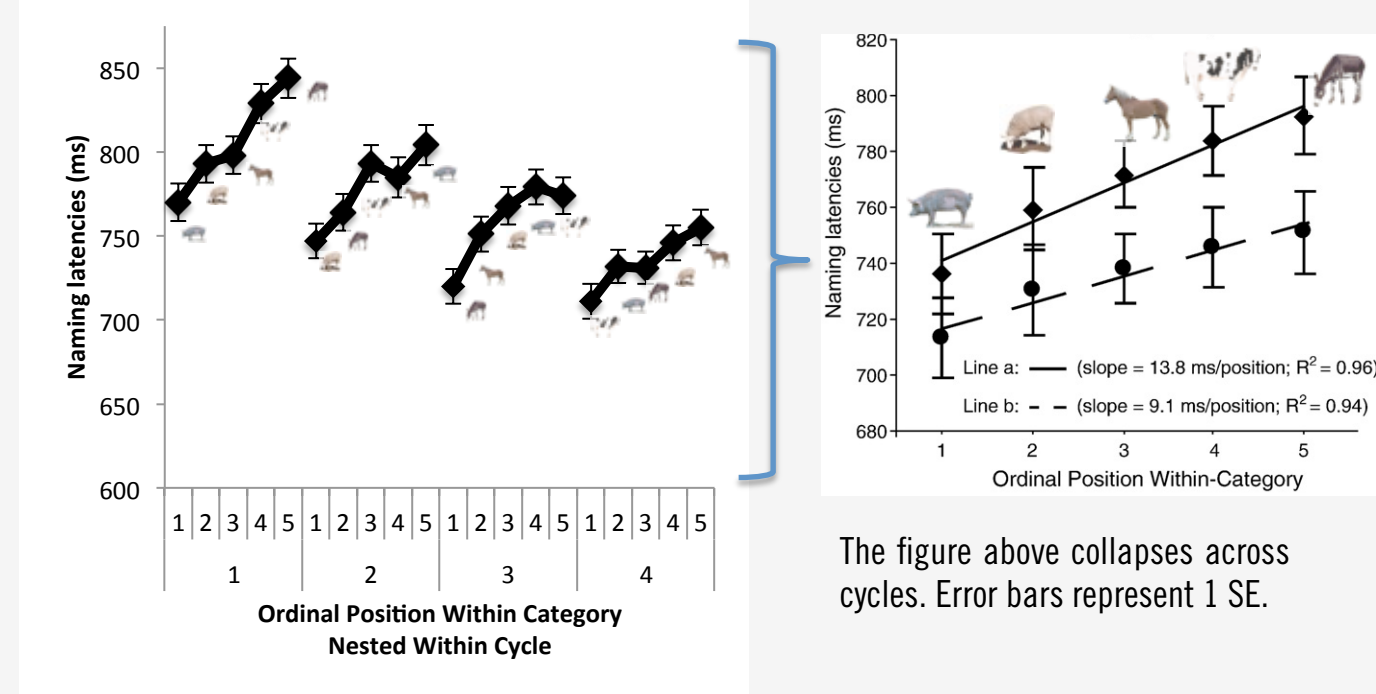 Naming latencies (ms)
850
800
750
700
650
600
1 2 3 4 5 1 2 3 4 5 1 2 3 4 5 1 2 3 4 5
1 2 3 4
Ordinal Position Within Category
Nested Within Cycle
Naming latencies (ms)
820
800
780
760
740
720
700
680
Line a: (slope = 13.8 ms/position; R² = 0.96)
Line b: (slope = 9.1 ms/position; R² = 0.94)
1 2 3 4 5
Ordinal Position Within-Category
The figure above collapses across
cycles. Error bars represent 1 SE.